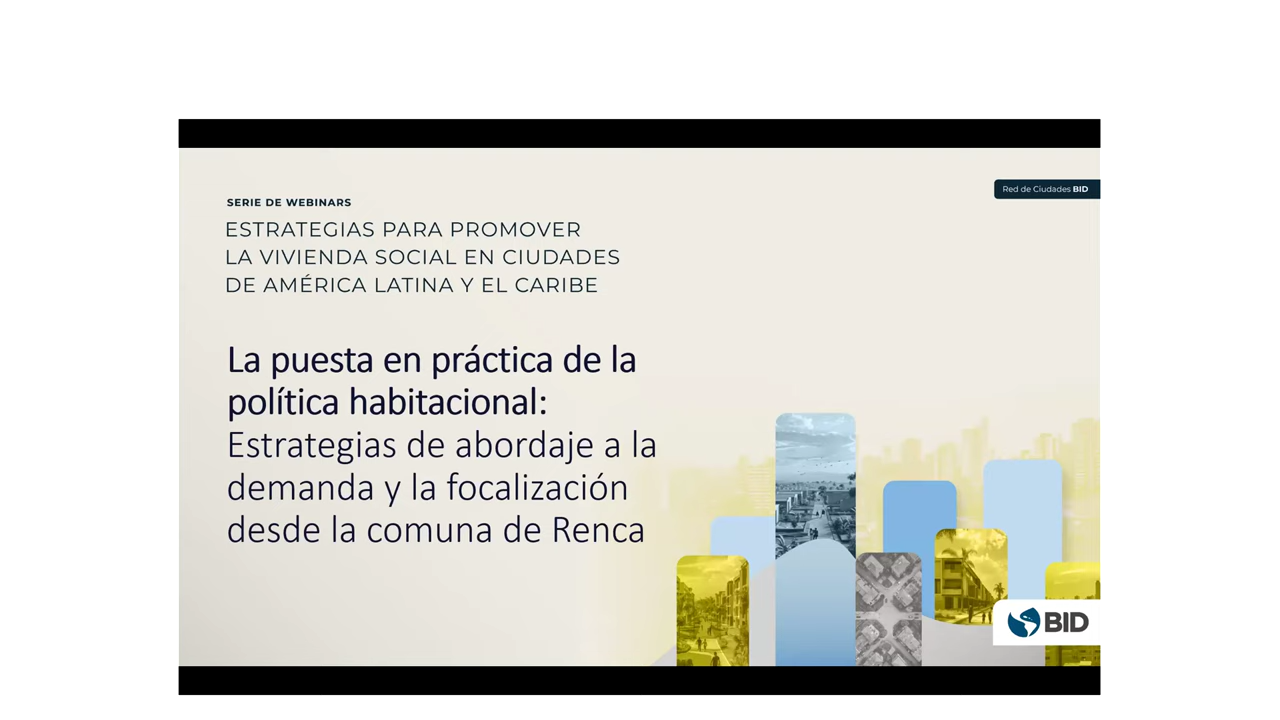 Red de Ciudades BID
SERIE DE WEBINARS
ESTRATEGIAS PARA PROMOVER
LA VIVIENDA SOCIAL EN CIUDADES
DE AMÉRICA LATINA Y EL CARIBE
La puesta en práctica de la
política habitacional:
Estrategias de abordaje a la
demanda y la focalización
desde la comuna de Renca
BID